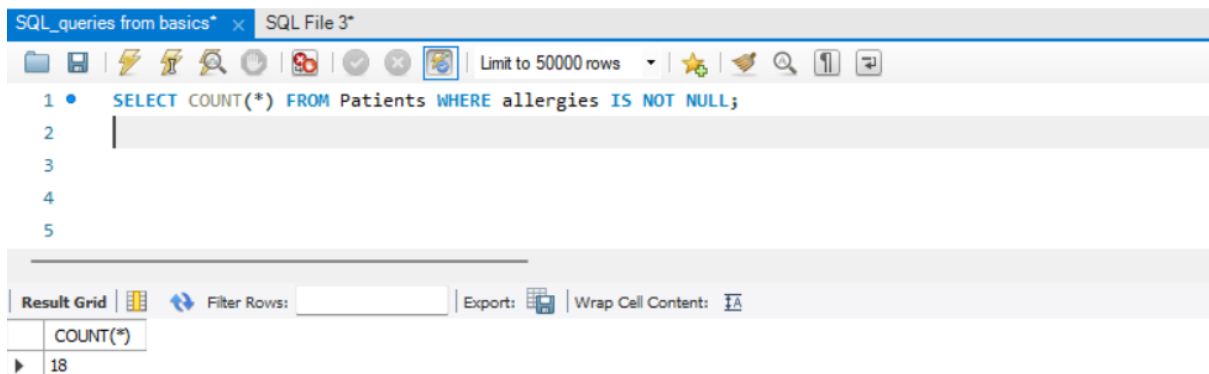 SQL_queries from basics* × SQL File 3*
Limit to 50000 rows
1 SELECT COUNT(*) FROM Patients WHERE allergies IS NOT NULL;
2
3
4
5
Result Grid Filter Rows: Export: Wrap Cell Content: IA
COUNT(*)
18